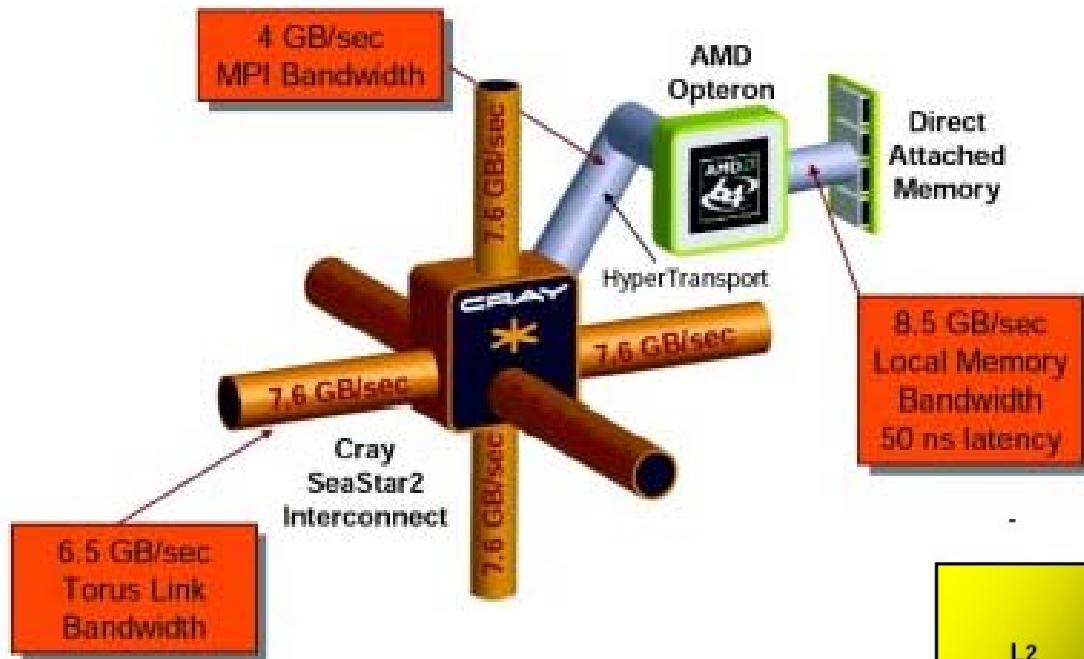 4 GB/sec
MPI Bandwidth
AMD
Opteron
Direct
Attached
Memory
7.6 GB/sec
AMD
64
HyperTransport
CRAY
7.6 GB/sec
7.6 GB/sec
8.5 GB/sec
Local Memory
Bandwidth
50 ns latency
Cray
SeaStar2
Interconnect
7.6 GB/sec
6.5 GB/sec
Torus Link
Bandwidth
L2